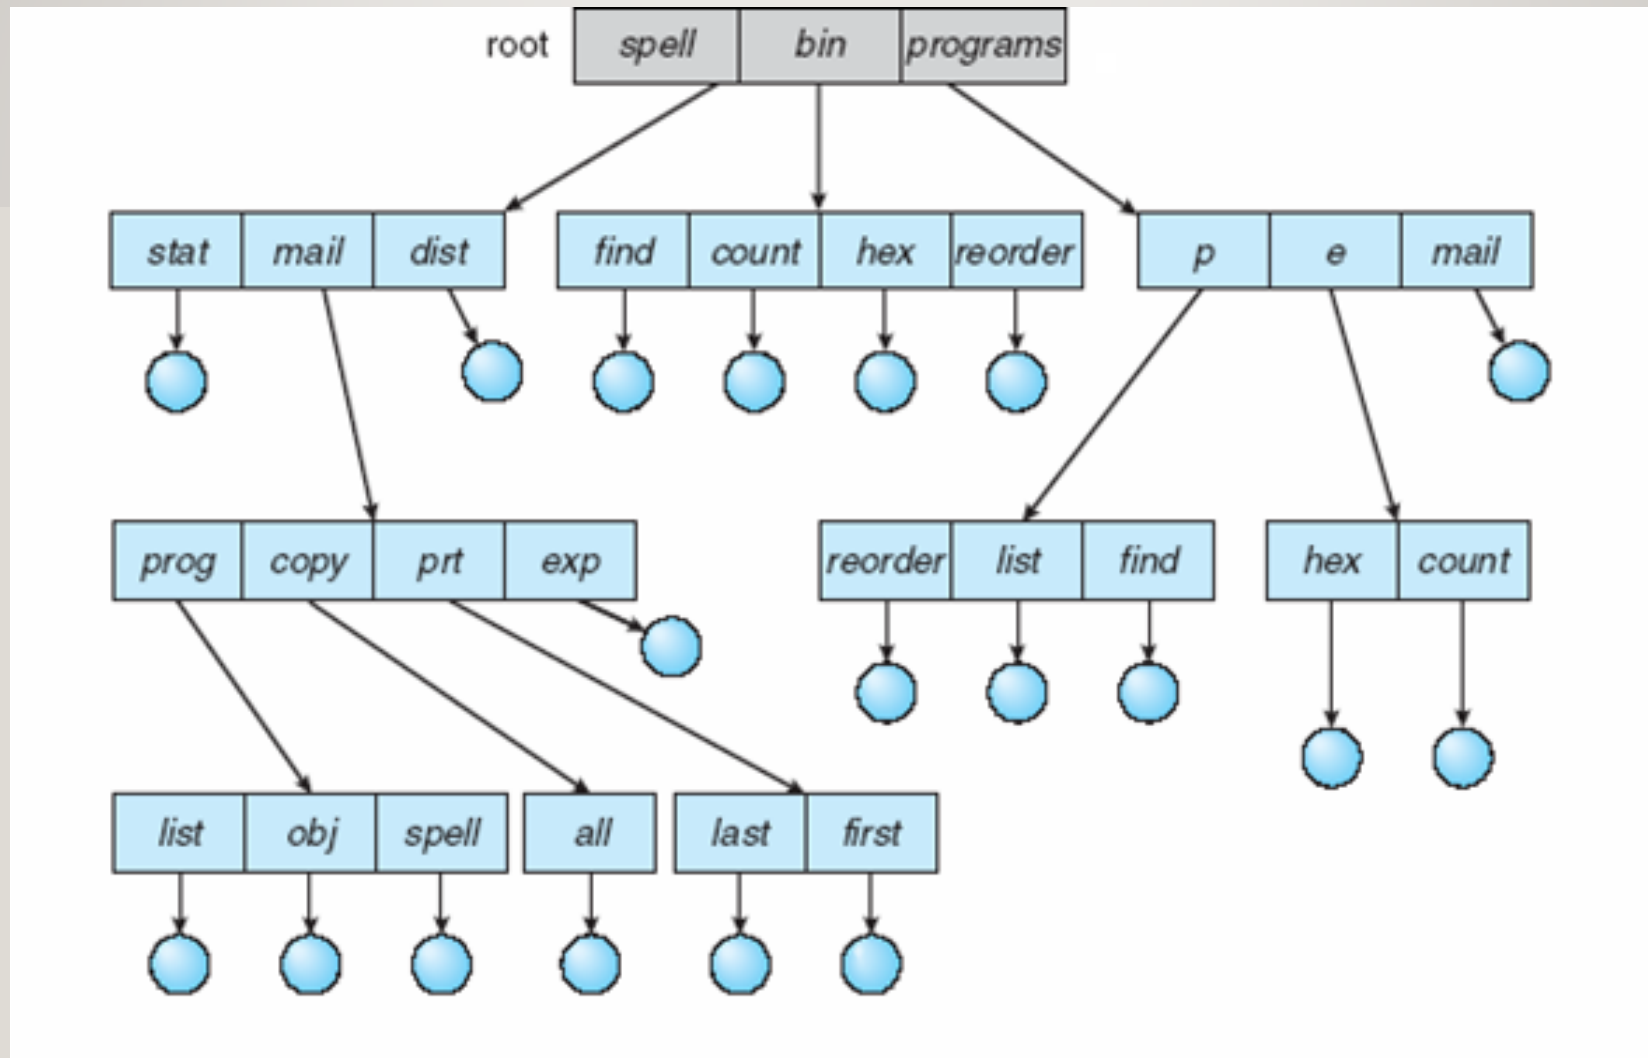 root spell bin programs
stat mail dist find count hex reorder p e mail
prog copy prt exp reorder list find hex count
list obj spell all last first